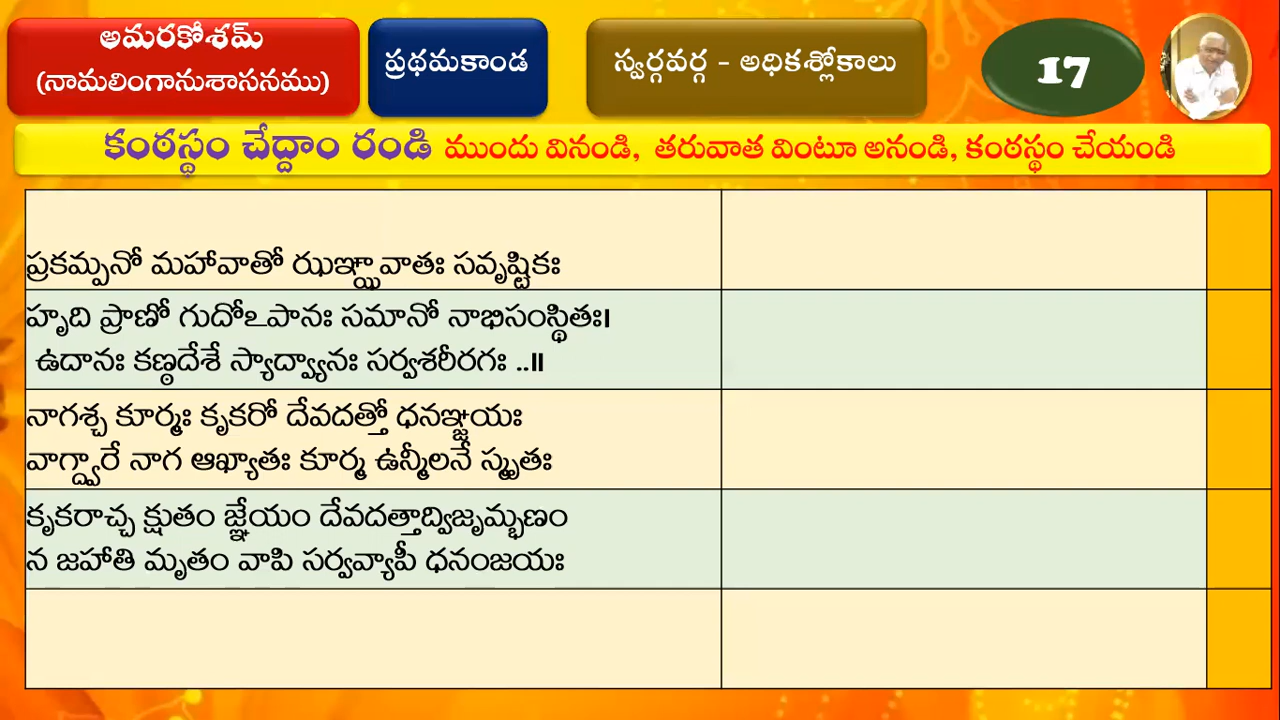 అమరకోశమ్
(నామలింగానుశాసనము)
ప్రథమకాండ
స్వర్గవర్గ - అధికశ్లోకాలు
17
కంఠస్థం చేద్దాం రండి ముందు వినండి, తరువాత వింటూ అనండి, కంఠస్థం చేయండి
ప్రకమ్పనో మహావాతో ఝఞ్ఝావాతః సవృష్టికః
హృది ప్రాణో గుదోఽపానః సమానో నాభిసంస్థితః।
ఉదానః కణ్ఠదేశే స్యాద్వ్యానః సర్వశరీరగః ..॥
నాగశ్చ కూర్మః కృకరో దేవదత్తో ధనఞ్జయః
వాగ్ద్వారే నాగ ఆఖ్యాతః కూర్మ ఉన్మీలనే స్మృతః
కృకరాచ్చ క్షుతం జ్ఞేయం దేవదత్తాద్విజృమ్భణం
న జహాతి మృతం వాపి సర్వవ్యాపీ ధనంజయః